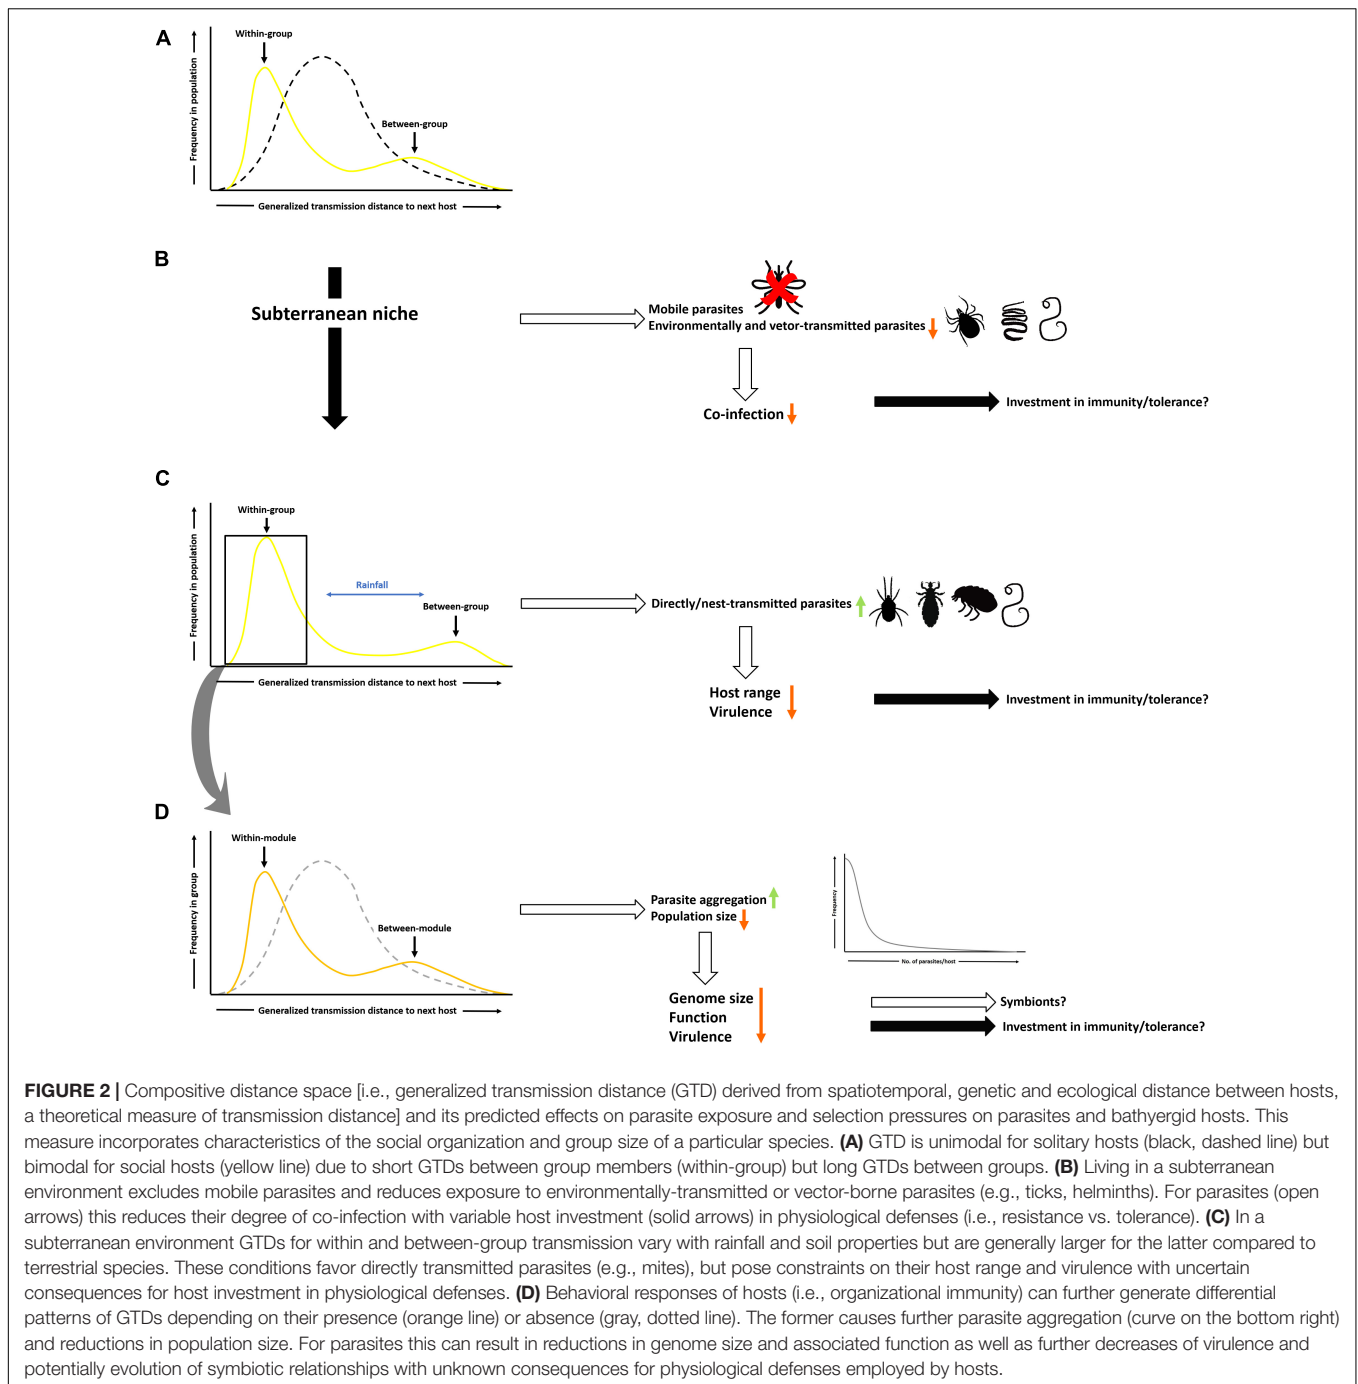 A
Within-group
Between-group
Frequency in population
Generalized transmission distance to next host
B
Subterranean niche
Mobile parasites
Environmentally and vetor-transmitted parasites
Co-infection
Investment in immunity/tolerance?
C
Within-group
Rainfall
Between-group
Frequency in population
Generalized transmission distance to next host
Directly/nest-transmitted parasites
Host range
Virulence
Investment in immunity/tolerance?
D
Within-module
Between-module
Frequency in group
Generalized transmission distance to next host
Parasite aggregation
Population size
Genome size
Function
Virulence
Frequency
No. of parasites/host
Symbionts?
Investment in immunity/tolerance?
FIGURE 2 | Compositive distance space [i.e., generalized transmission distance (GTD) derived from spatiotemporal, genetic and ecological distance between hosts,
a theoretical measure of transmission distance] and its predicted effects on parasite exposure and selection pressures on parasites and bathyergid hosts. This
measure incorporates characteristics of the social organization and group size of a particular species. (A) GTD is unimodal for solitary hosts (black, dashed line) but
bimodal for social hosts (yellow line) due to short GTDs between group members (within-group) but long GTDs between groups. (B) Living in a subterranean
environment excludes mobile parasites and reduces exposure to environmentally-transmitted or vector-borne parasites (e.g., ticks, helminths). For parasites (open
arrows) this reduces their degree of co-infection with variable host investment (solid arrows) in physiological defenses (i.e., resistance vs. tolerance). (C) In a
subterranean environment GTDs for within and between-group transmission vary with rainfall and soil properties but are generally larger for the latter compared to
terrestrial species. These conditions favor directly transmitted parasites (e.g., mites), but pose constraints on their host range and virulence with uncertain
consequences for host investment in physiological defenses. (D) Behavioral responses of hosts (i.e., organizational immunity) can further generate differential
patterns of GTDs depending on their presence (orange line) or absence (gray, dotted line). The former causes further parasite aggregation (curve on the bottom right)
and reductions in population size. For parasites this can result in reductions in genome size and associated function as well as further decreases of virulence and
potentially evolution of symbiotic relationships with unknown consequences for physiological defenses employed by hosts.